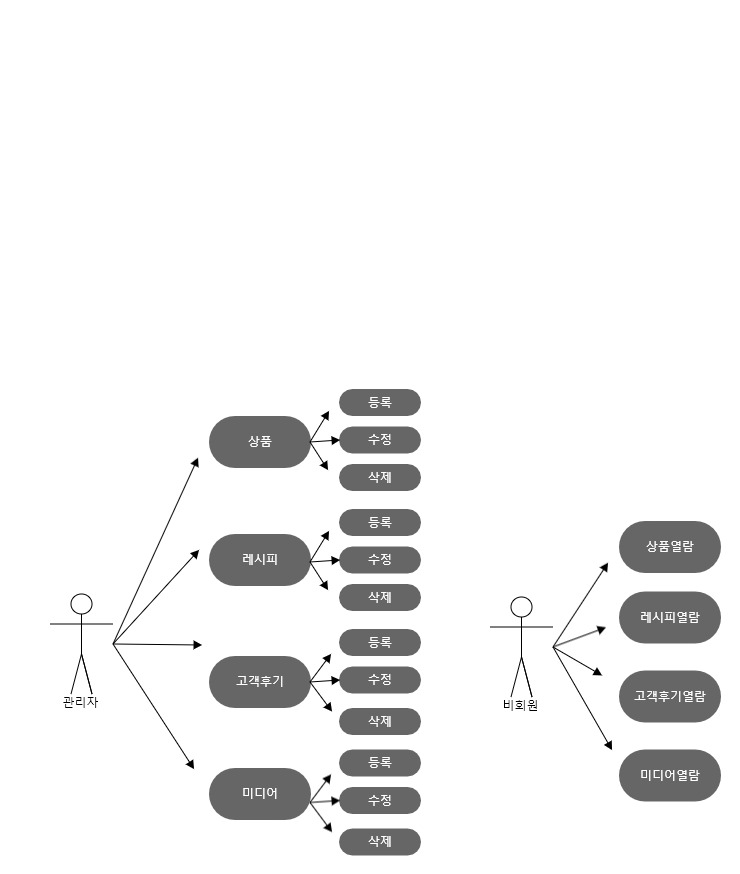 관리자
상품
등록
수정
삭제
레시피
등록
수정
삭제
고객후기
등록
수정
삭제
미디어
등록
수정
삭제
비회원
상품열람
레시피열람
고객후기열람
미디어열람